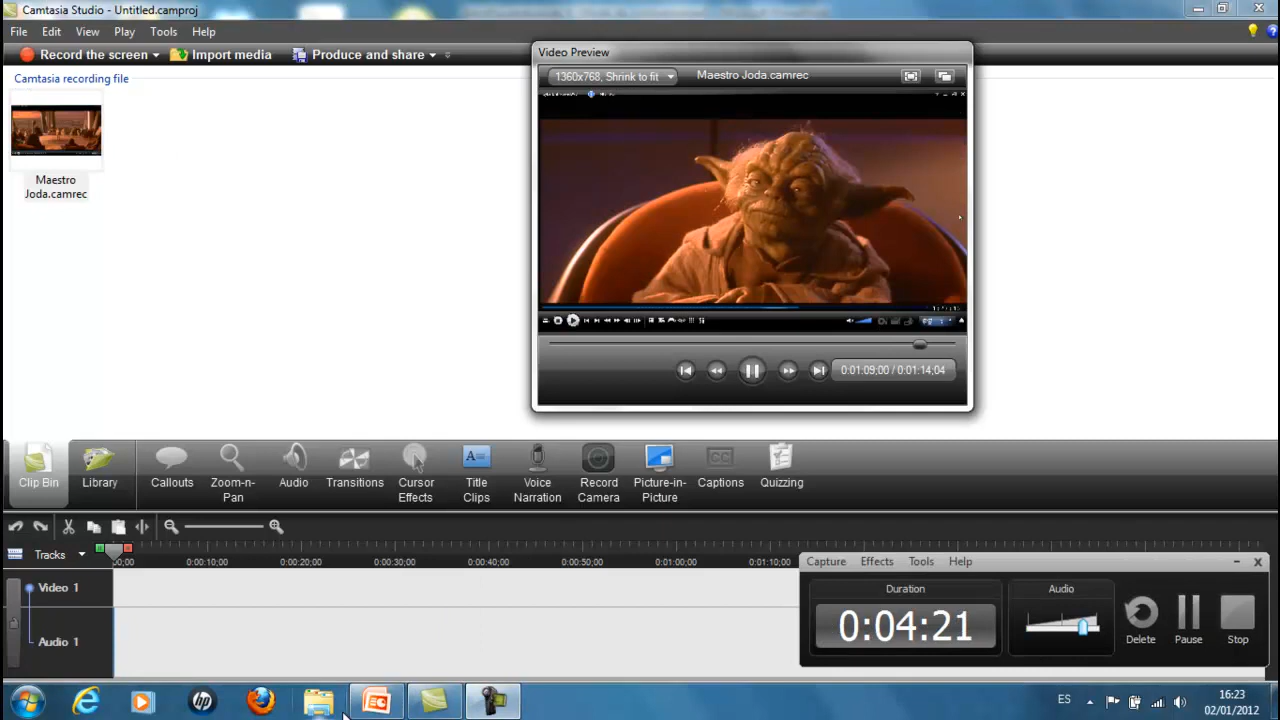 Camtasia Studio - Untitled.camproj
File Edit View Play Tools Help
Record the screen Import media Produce and share
Camtasia recording file
Maestro
Joda.camrec
Video Preview
1360x768, Shrink to fit Maestro Joda.camrec
0:01:09;00 / 0:01:14;04
Clip Bin
Library
Callouts
Zoom-n-
Pan
Audio
Transitions
Cursor
Effects
Title
Clips
Voice
Narration
Record
Camera
Picture-in-
Picture
CC
Captions
Quizzing
Tracks
0:00:10;00 0:00:20;00 0:00:30;00 0:00:40;00 0:00:50;00 0:01:00;00 0:01:10;00
Video 1
Audio 1
Capture Effects Tools Help
Duration
0:04:21
Audio
Delete
Pause
Stop
hp
ES
16:23
02/01/2012